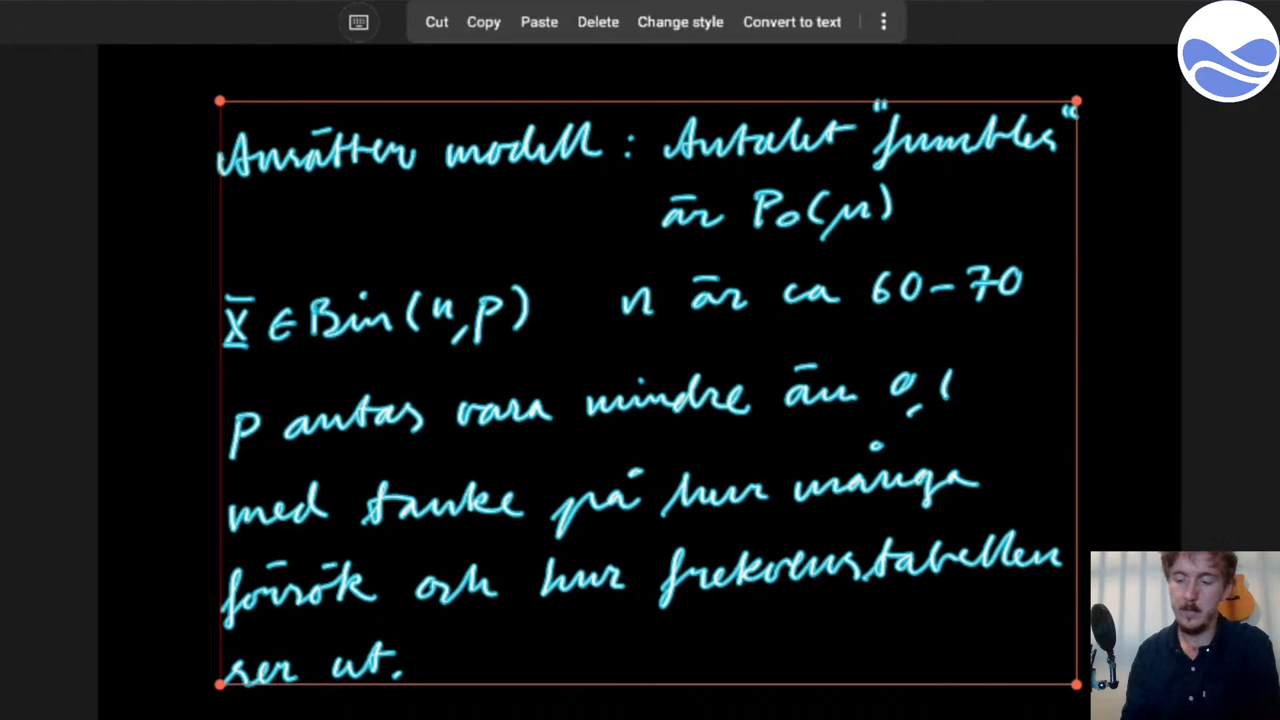 Cut Copy Paste Delete Change style Convert to text
Ansätter modell: Antalet "fumbles"
är Po(μ)
X ∈ Bin(n,p) n är ca 60-70
p antas vara mindre än 0,1
med tanke på hur många
försök och hur frekvenstabellen
ser ut.